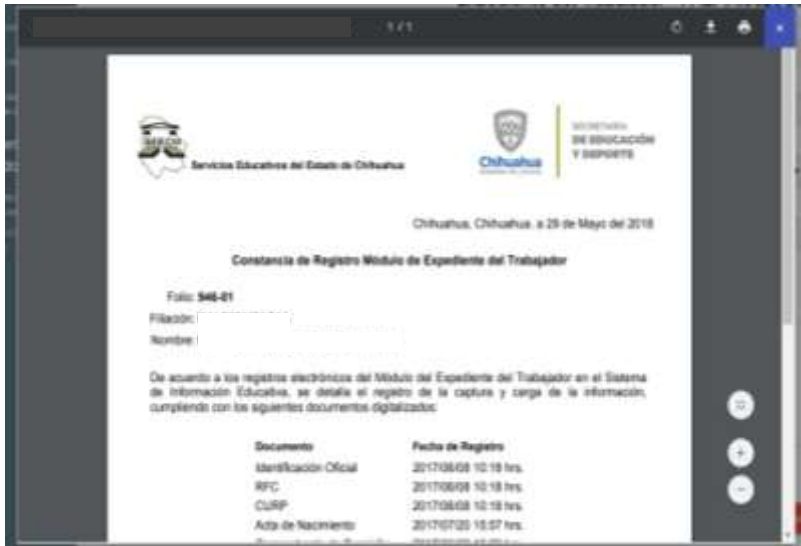 1 / 1
SEECH
Servicios Educativos del Estado de Chihuahua
Chihuahua
SECRETARÍA
DE EDUCACIÓN
Y DEPORTE
Chihuahua, Chihuahua, a 29 de Mayo del 2018
Constancia de Registro Módulo de Expediente del Trabajador
Folio: 946-01
Filiación:
Nombre:
De acuerdo a los registros electrónicos del Módulo del Expediente del Trabajador en el Sistema
de Información Educativa, se detalla el registro de la captura y carga de la información,
cumpliendo con los siguientes documentos digitalizados:
Documento Fecha de Registro
Identificación Oficial 2017/08/08 10:18 hrs.
RFC 2017/08/08 10:18 hrs.
CURP 2017/08/08 10:18 hrs.
Acta de Nacimiento 2017/07/20 15:57 hrs.